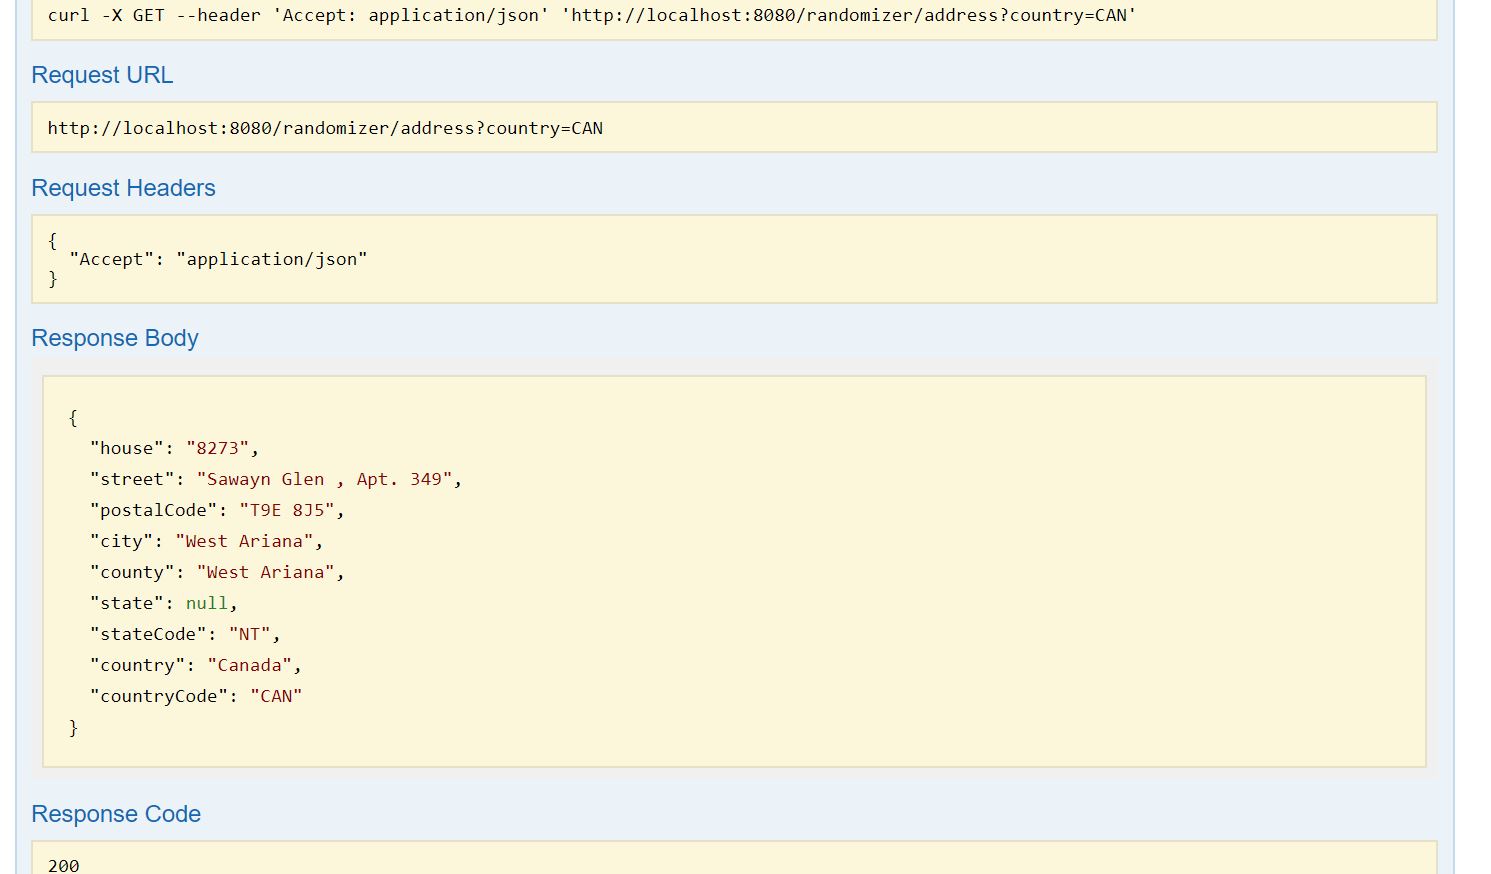 curl -X GET --header 'Accept: application/json' 'http://localhost:8080/randomizer/address?country=CAN'
Request URL
http://localhost:8080/randomizer/address?country=CAN
Request Headers
{
  "Accept": "application/json"
}
Response Body
{
  "house": "8273",
  "street": "Sawayn Glen , Apt. 349",
  "postalCode": "T9E 8J5",
  "city": "West Ariana",
  "county": "West Ariana",
  "state": null,
  "stateCode": "NT",
  "country": "Canada",
  "countryCode": "CAN"
}
Response Code
200